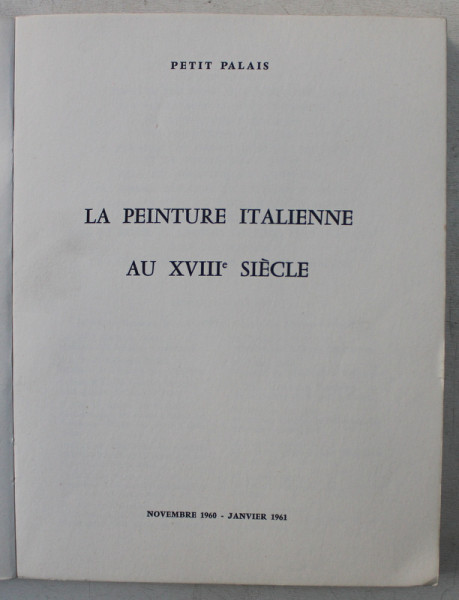 PETIT PALAIS
LA PEINTURE ITALIENNE
AU XVIIIe SIÈCLE
NOVEMBRE 1960 - JANVIER 1961